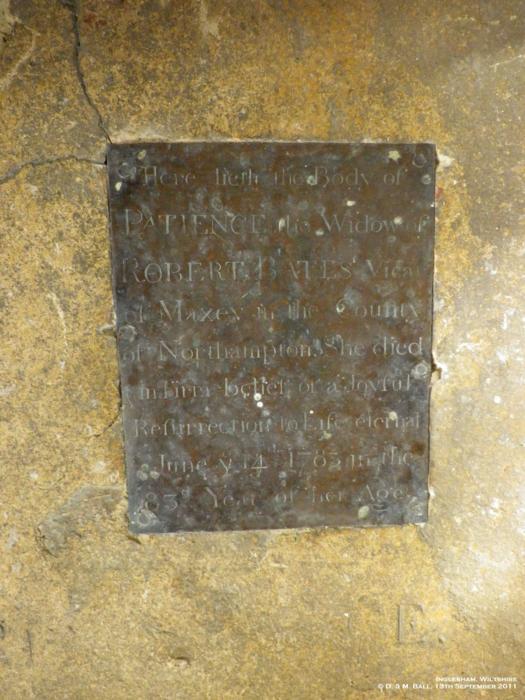 Here lieth the Body of
PATIENCE the Widow of
ROBERT BATES Vicar
of Maxey in the County
of Northampton, She died
in Firm belief of a Joyfull
Resurrection to Life eternal
June ye 14th 1783 in the
83d Year of her Age.
INGLESHAM, WILTSHIRE
© D. & M. BALL, 13TH SEPTEMBER 2011